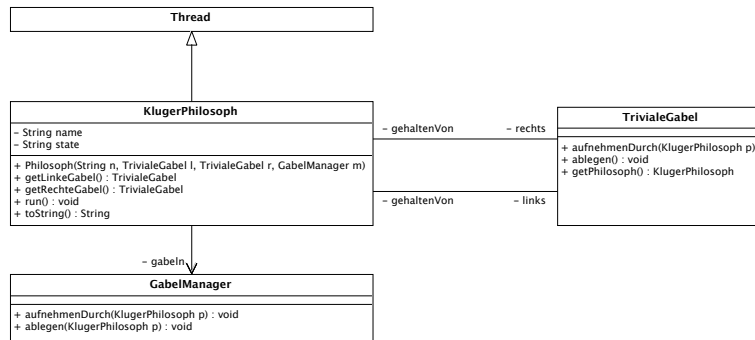 Thread
KlugerPhilosoph
- String name
- String state
+ Philosoph(String n, TrivialeGabel l, TrivialeGabel r, GabelManager m)
+ getLinkeGabel() : TrivialeGabel
+ getRechteGabel() : TrivialeGabel
+ run() : void
+ toString() : String
- gehaltenVon
- rechts
- gehaltenVon
- links
TrivialeGabel
+ aufnehmenDurch(KlugerPhilosoph p)
+ ablegen() : void
+ getPhilosoph() : KlugerPhilosoph
- gabeln
GabelManager
+ aufnehmenDurch(KlugerPhilosoph p) : void
+ ablegen(KlugerPhilosoph p) : void